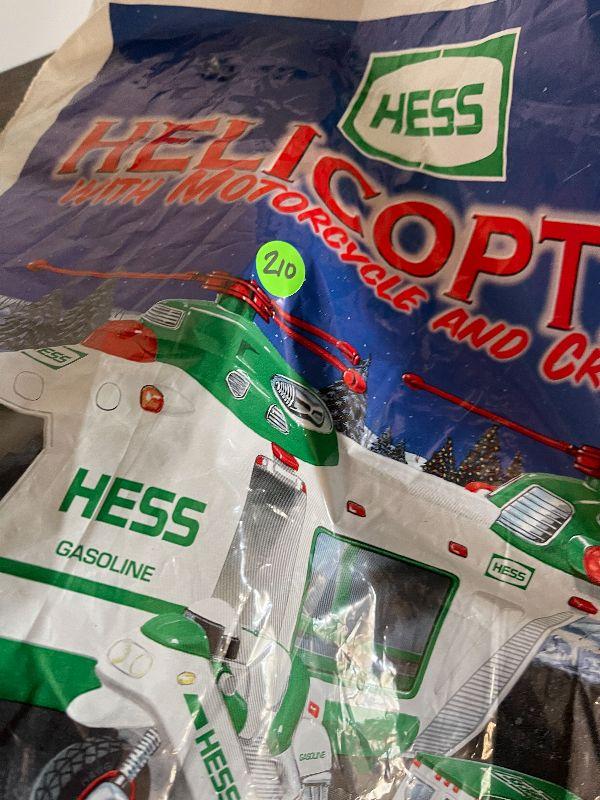 HESS
HELICOPT
WITH MOTORCYCLE AND CR
210
HESS
HESS
GASOLINE
HESS
HESS
GASOLINE